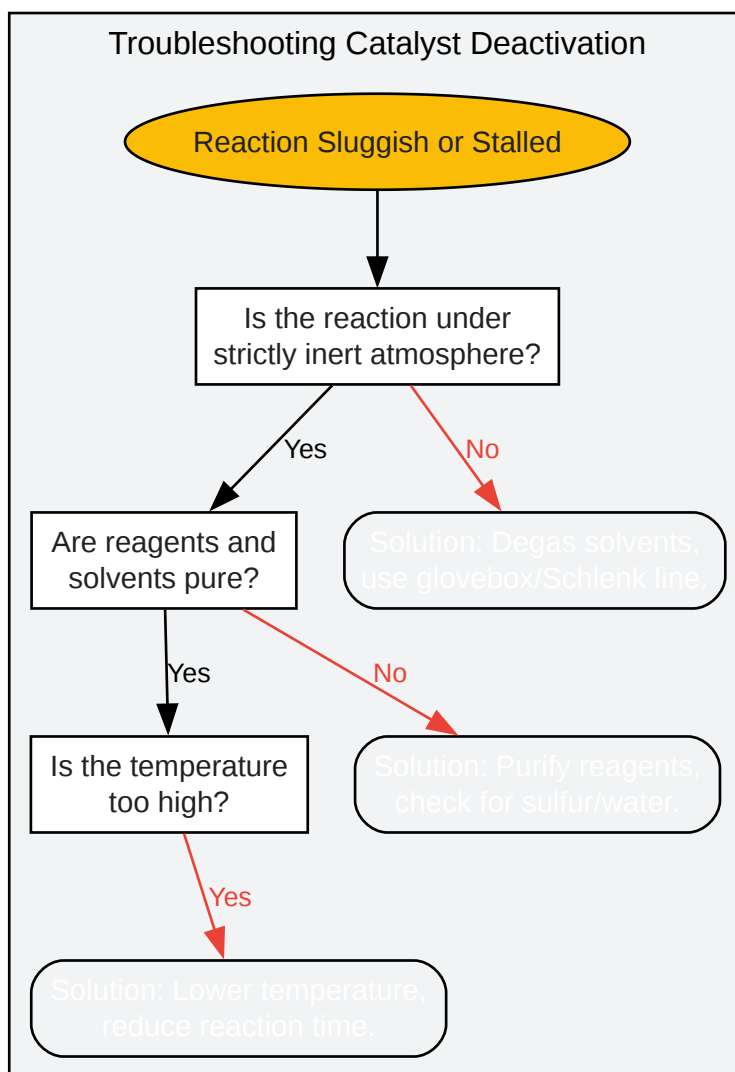 Troubleshooting Catalyst Deactivation
Reaction Sluggish or Stalled
Is the reaction under
strictly inert atmosphere?
Yes
No
Are reagents and
solvents pure?
Solution: Degas solvents,
use glovebox/Schlenk line.
Yes
No
Is the temperature
too high?
Solution: Purify reagents,
check for sulfur/water.
Yes
Solution: Lower temperature,
reduce reaction time.